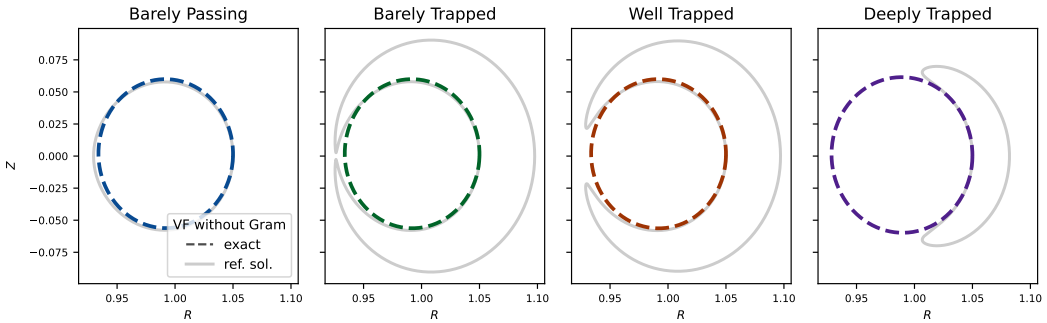 Barely Passing
Barely Trapped
Well Trapped
Deeply Trapped
Z
0.075
0.050
0.025
0.000
−0.025
−0.050
−0.075
VF without Gram
exact
ref. sol.
0.95 1.00 1.05 1.10
R
0.95 1.00 1.05 1.10
R
0.95 1.00 1.05 1.10
R
0.95 1.00 1.05 1.10
R